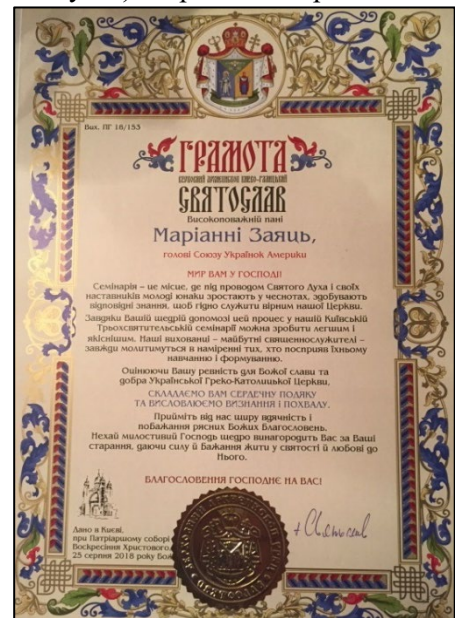 Вих. ПГ 18/153
ГРАМОТА
ВЕРХОВНИЙ АРХИЄПИСКОП КИЄВО-ГАЛИЦЬКИЙ
СВЯТОСЛАВ
Високоповажній пані
Маріанні Заяць,
голові Союзу Українок Америки
МИР ВАМ У ГОСПОДІ!
Семінарія – це місце, де під проводом Святого Духа і своїх
наставників молоді юнаки зростають у чеснотах, здобувають
відповідні знання, щоб гідно служити вірним нашої Церкви.
Завдяки Вашій щедрій допомозі цей процес у нашій Київській
Трьохсвятительській семінарії можна зробити легшим і
якіснішим. Наші вихованці – майбутні священнослужителі –
завжди молитимуться в наміренні тих, хто посприяв їхньому
навчанню і формуванню.
Оцінюючи Вашу ревність для Божої слави та
добра Української Греко-Католицької Церкви,
СКЛАДАЄМО ВАМ СЕРДЕЧНУ ПОДЯКУ
ТА ВИСЛОВЛЮЄМО ВИЗНАННЯ І ПОХВАЛУ.
Прийміть від нас щиру вдячність і
побажання рясних Божих Благословень.
Нехай милостивий Господь щедро винагородить Вас за Ваші
старання, даючи силу й бажання жити у святості й любові до
Нього.
БЛАГОСЛОВЕННЯ ГОСПОДНЄ НА ВАС!
Дано в Києві,
при Патріаршому соборі
Воскресіння Христового,
25 серпня 2018 року Бож
+ Святослав